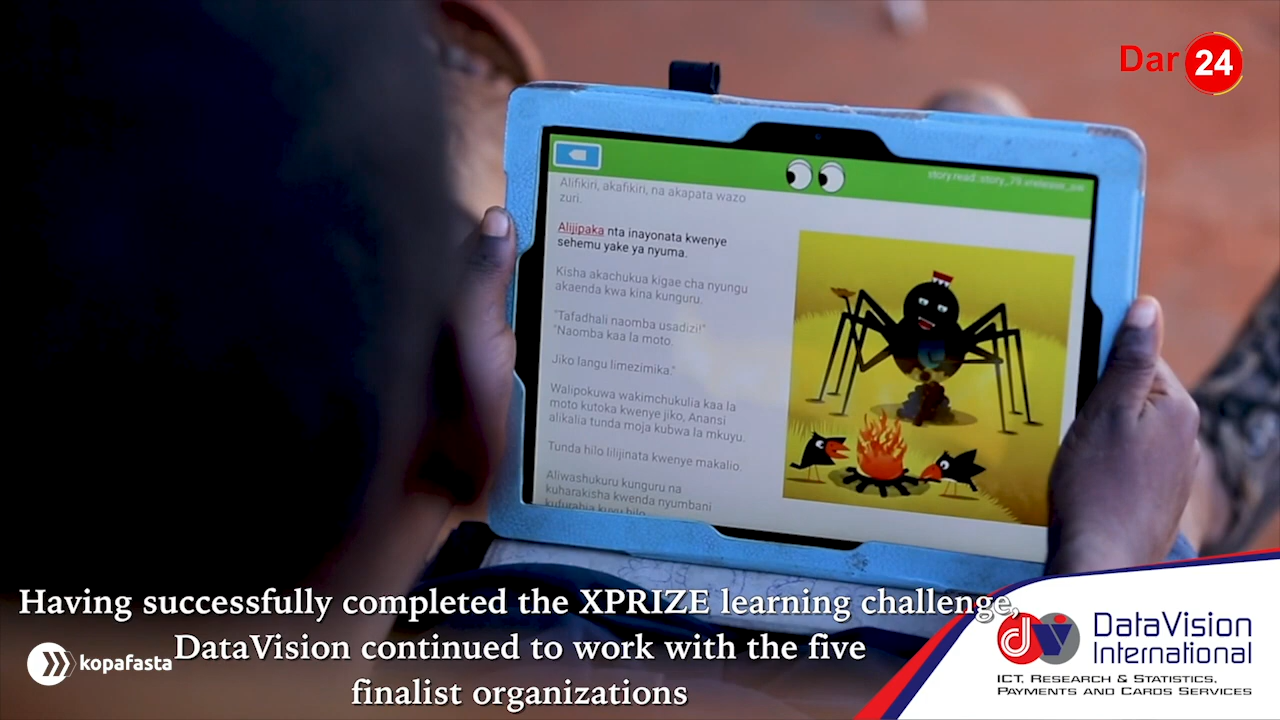 Dar 24
Alifikiri, akafikiri, na akapata wazo
zuri.
Alijipaka nta inayonata kwenye
sehemu yake ya nyuma.
Kisha akachukua kigae cha nyungu
akaenda kwa kina kunguru.
"Tafadhali naomba usadizi!"
"Naomba kaa la moto.
Jiko langu limezimika."
Walipokuwa wakimchukulia kaa la
moto kutoka kwenye jiko, Anansi
alikalia tunda moja kubwa la mkuyu.
Tunda hilo lilijinata kwenye makalio.
Aliwashukuru kunguru na
kuharakisha kwenda nyumbani
Having successfully completed the XPRIZE learning challenge,
DataVision continued to work with the five
finalist organizations
kopafasta
DataVision
International
ICT, RESEARCH & STATISTICS,
PAYMENTS AND CARDS SERVICES